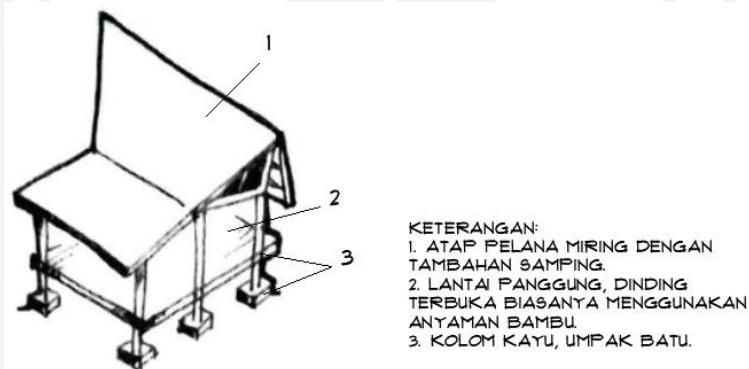 1
2
3
KETERANGAN:
1. ATAP PELANA MIRING DENGAN
TAMBAHAN SAMPING.
2. LANTAI PANGGUNG, DINDING
TERBUKA BIASANYA MENGGUNAKAN
ANYAMAN BAMBU.
3. KOLOM KAYU, UMPAK BATU.